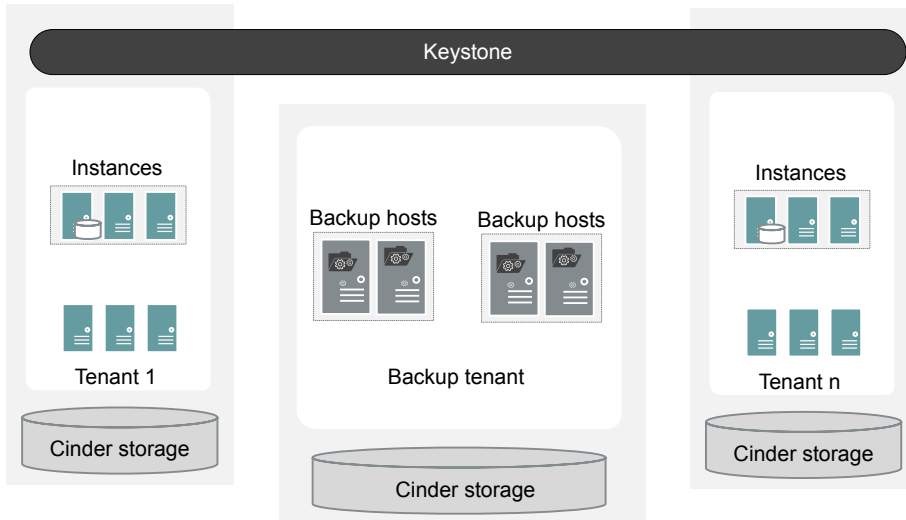 Keystone
Instances
Tenant 1
Cinder storage
Backup hosts
Backup hosts
Backup tenant
Cinder storage
Instances
Tenant n
Cinder storage